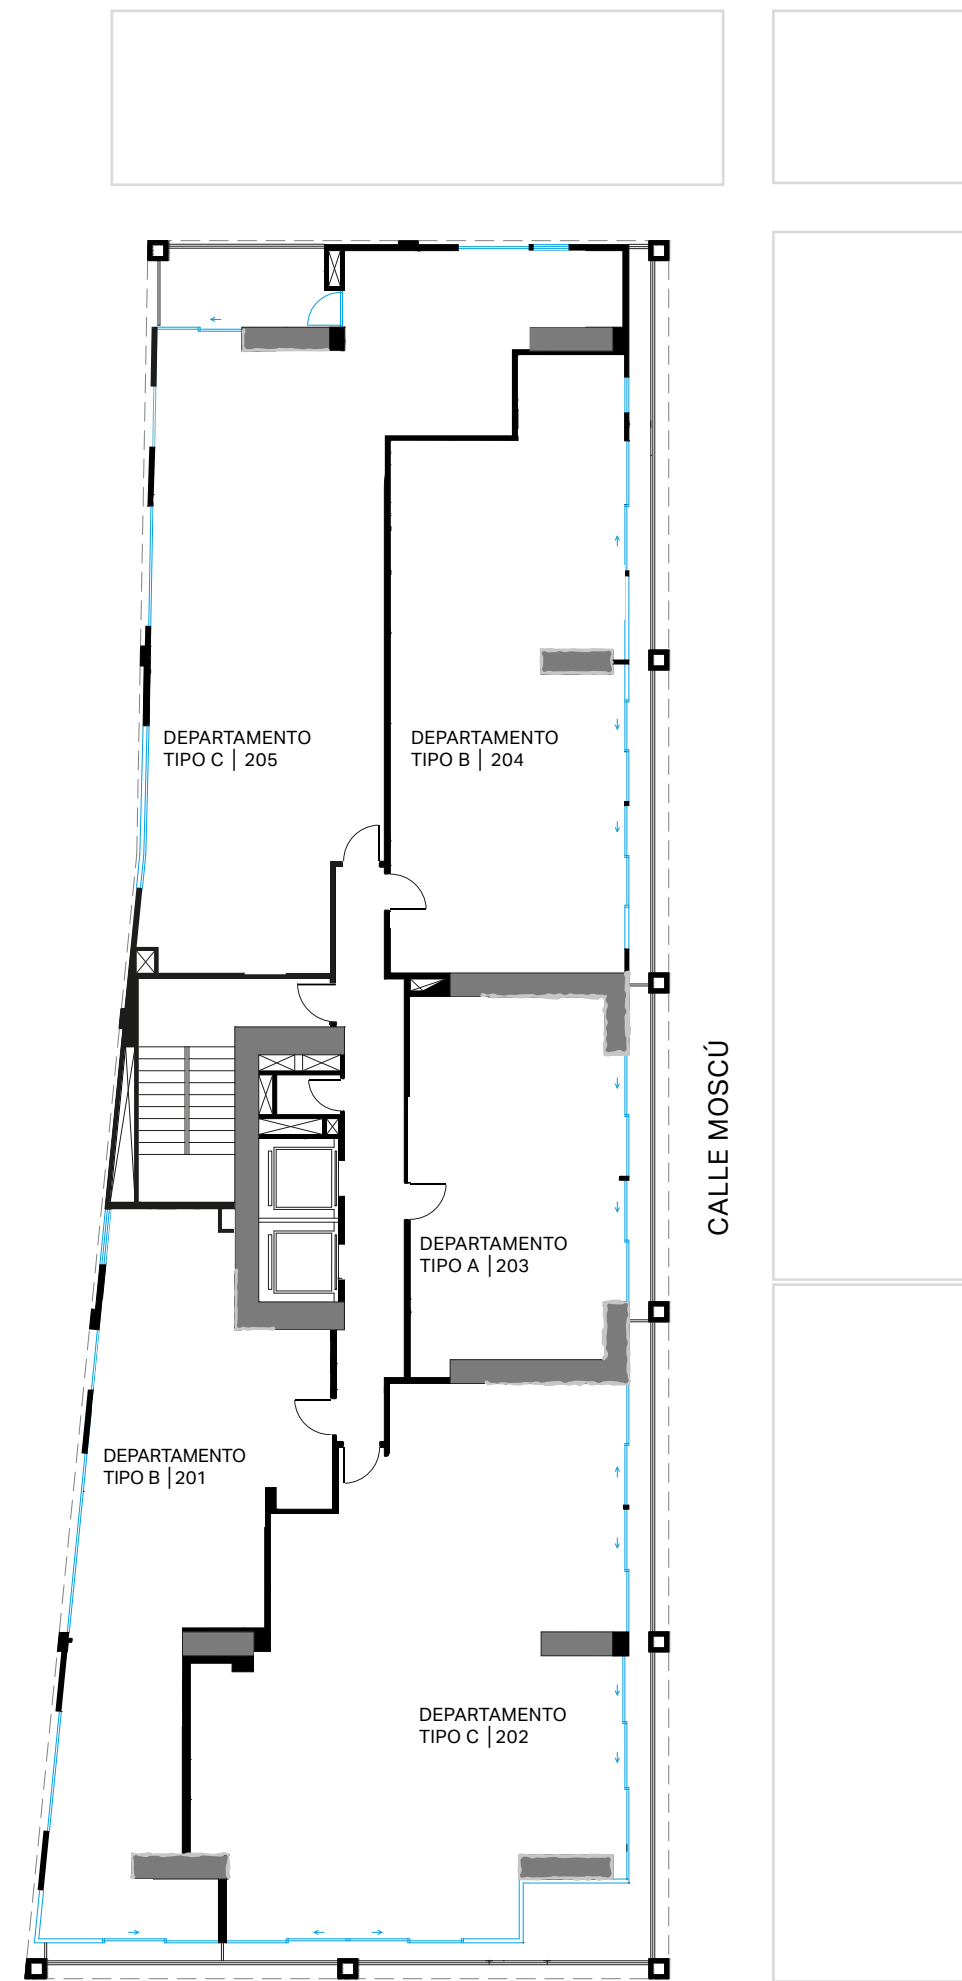 DEPARTAMENTO
TIPO C | 205
DEPARTAMENTO
TIPO B | 204
CALLE MOSCÚ
DEPARTAMENTO
TIPO A | 203
DEPARTAMENTO
TIPO B | 201
DEPARTAMENTO
TIPO C | 202